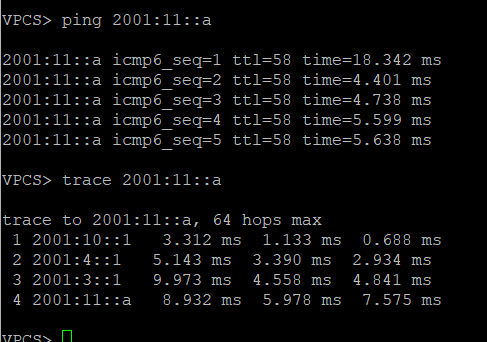 VPCS> ping 2001:11::a
2001:11::a icmp6_seq=1 ttl=58 time=18.342 ms
2001:11::a icmp6_seq=2 ttl=58 time=4.401 ms
2001:11::a icmp6_seq=3 ttl=58 time=4.738 ms
2001:11::a icmp6_seq=4 ttl=58 time=5.599 ms
2001:11::a icmp6_seq=5 ttl=58 time=5.638 ms
VPCS> trace 2001:11::a
trace to 2001:11::a, 64 hops max
1 2001:10::1 3.312 ms 1.133 ms 0.688 ms
2 2001:4::1 5.143 ms 3.390 ms 2.934 ms
3 2001:3::1 9.973 ms 4.558 ms 4.841 ms
4 2001:11::a 8.932 ms 5.978 ms 7.575 ms
VPCS>